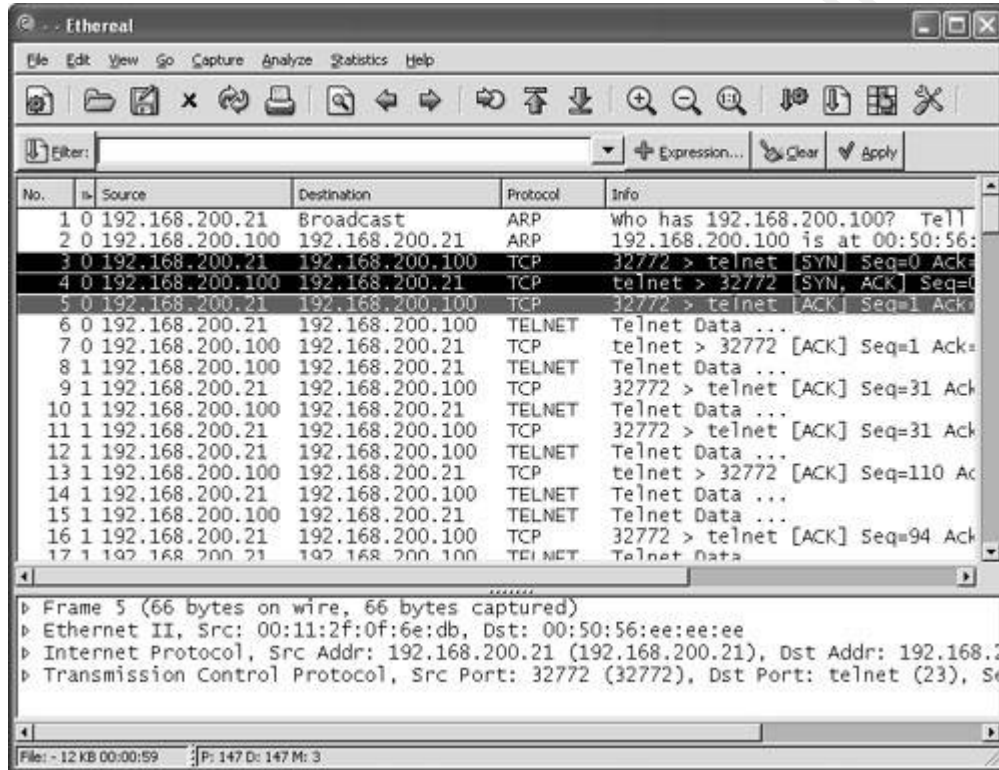 - - Ethereal
File Edit View Go Capture Analyze Statistics Help
Filter: Expression... Clear Apply
No. Source Destination Protocol Info
1 0 192.168.200.21 Broadcast ARP Who has 192.168.200.100? Tell
2 0 192.168.200.100 192.168.200.21 ARP 192.168.200.100 is at 00:50:56:
3 0 192.168.200.21 192.168.200.100 TCP 32772 > telnet [SYN] Seq=0 Ack=
4 0 192.168.200.100 192.168.200.21 TCP telnet > 32772 [SYN, ACK] Seq=0
5 0 192.168.200.21 192.168.200.100 TCP 32772 > telnet [ACK] Seq=1 Ack=
6 0 192.168.200.21 192.168.200.100 TELNET Telnet Data ...
7 0 192.168.200.100 192.168.200.21 TCP telnet > 32772 [ACK] Seq=1 Ack=
8 1 192.168.200.100 192.168.200.21 TELNET Telnet Data ...
9 1 192.168.200.21 192.168.200.100 TCP 32772 > telnet [ACK] Seq=31 Ack
10 1 192.168.200.100 192.168.200.21 TELNET Telnet Data ...
11 1 192.168.200.21 192.168.200.100 TCP 32772 > telnet [ACK] Seq=31 Ack
12 1 192.168.200.21 192.168.200.100 TELNET Telnet Data ...
13 1 192.168.200.100 192.168.200.21 TCP telnet > 32772 [ACK] Seq=110 Ac
14 1 192.168.200.21 192.168.200.100 TELNET Telnet Data ...
15 1 192.168.200.100 192.168.200.21 TELNET Telnet Data ...
16 1 192.168.200.21 192.168.200.100 TCP 32772 > telnet [ACK] Seq=94 Ack
17 1 192.168.200.21 192.168.200.100 TELNET Telnet Data
Frame 5 (66 bytes on wire, 66 bytes captured)
Ethernet II, Src: 00:11:2f:0f:6e:db, Dst: 00:50:56:ee:ee:ee
Internet Protocol, Src Addr: 192.168.200.21 (192.168.200.21), Dst Addr: 192.168.2
Transmission Control Protocol, Src Port: 32772 (32772), Dst Port: telnet (23), Se
File: - 12 KB 00:00:59 P: 147 D: 147 M: 3